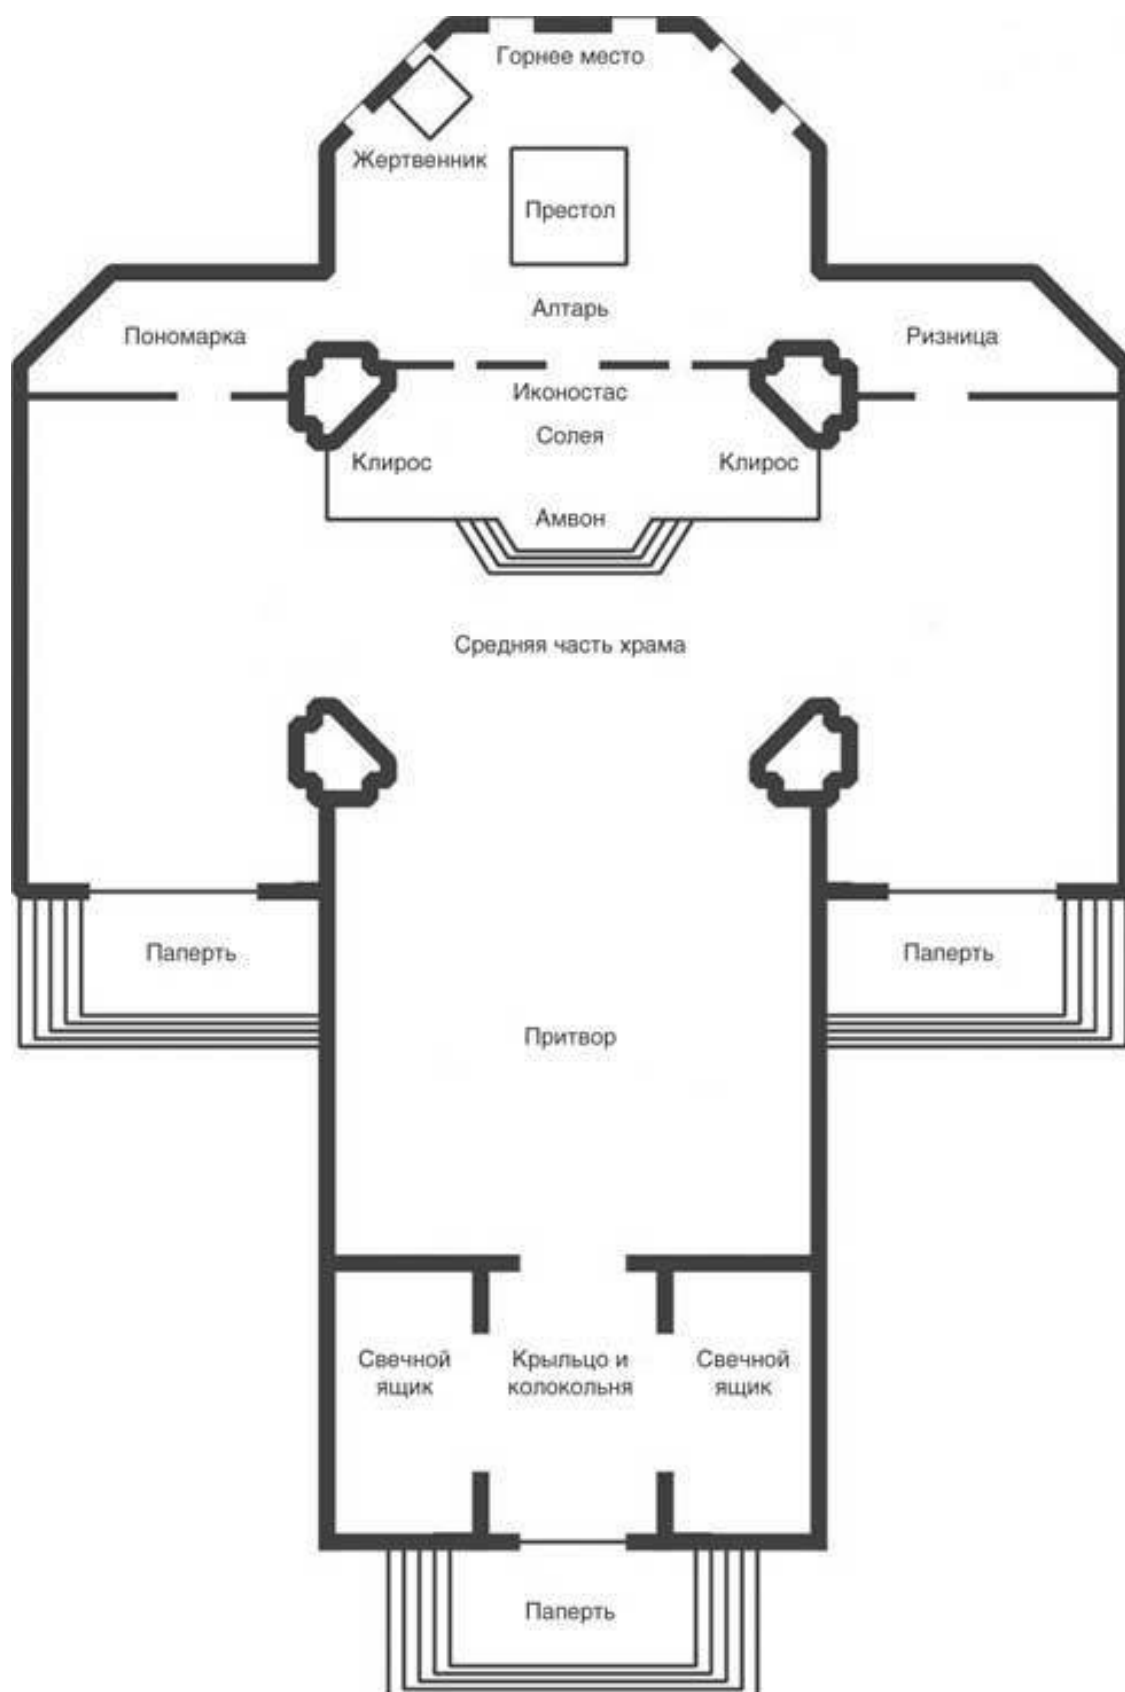 Горнее место
Жертвенник
Престол
Алтарь
Пономарка
Ризница
Иконостас
Солея
Клирос
Клирос
Амвон
Средняя часть храма
Паперть
Паперть
Притвор
Свечной
ящик
Крыльцо и
колокольня
Свечной
ящик
Паперть